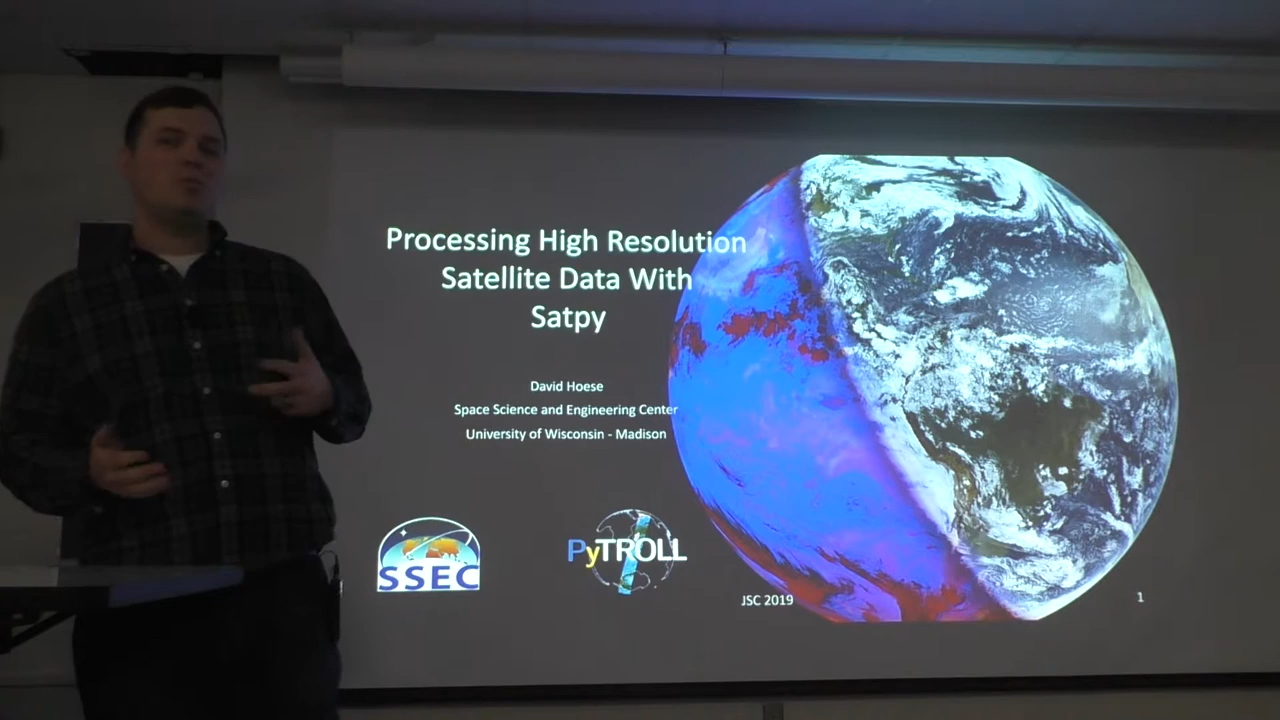 Processing High Resolution
Satellite Data With
Satpy
David Hoese
Space Science and Engineering Center
University of Wisconsin - Madison
SSEC
PyTROLL
JSC 2019
1